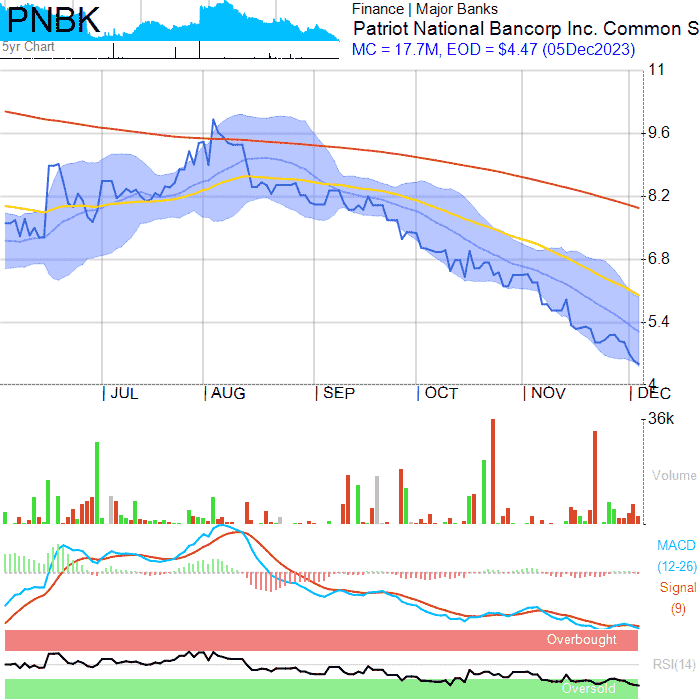 PNBK
5yr Chart
Finance | Major Banks
Patriot National Bancorp Inc. Common S
MC = 17.7M, EOD = $4.47 (05Dec2023)
11
9.6
8.2
6.8
5.4
4
JUL AUG SEP OCT NOV DEC
36k
Volume
MACD
(12-26)
Signal
(9)
Overbought
RSI(14)
Oversold